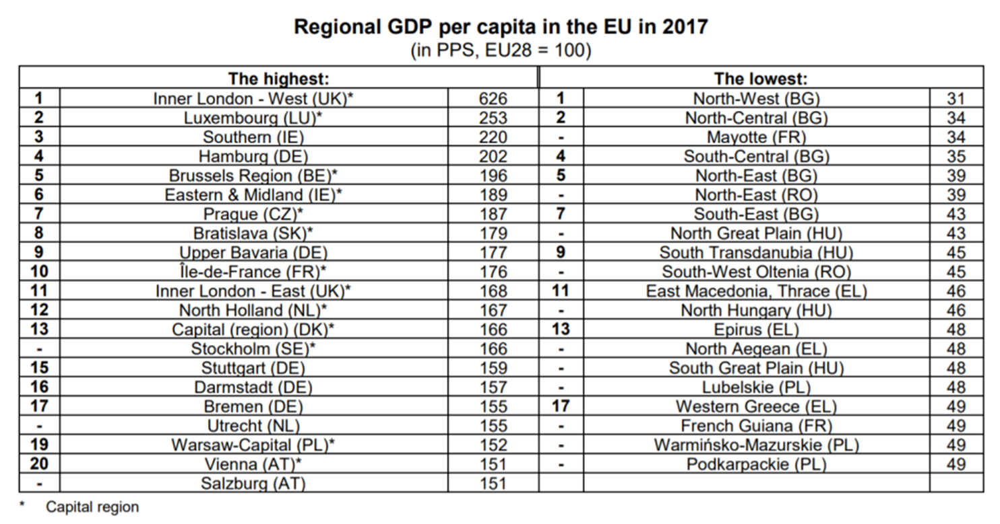 Regional GDP per capita in the EU in 2017
(in PPS, EU28 = 100)
The highest: The lowest:
1 Inner London - West (UK)* 626 1 North-West (BG) 31
2 Luxembourg (LU)* 253 2 North-Central (BG) 34
3 Southern (IE) 220 - Mayotte (FR) 34
4 Hamburg (DE) 202 4 South-Central (BG) 35
5 Brussels Region (BE)* 196 5 North-East (BG) 39
6 Eastern & Midland (IE)* 189 - North-East (RO) 39
7 Prague (CZ)* 187 7 South-East (BG) 43
8 Bratislava (SK)* 179 - North Great Plain (HU) 43
9 Upper Bavaria (DE) 177 9 South Transdanubia (HU) 45
10 Île-de-France (FR)* 176 - South-West Oltenia (RO) 45
11 Inner London - East (UK)* 168 11 East Macedonia, Thrace (EL) 46
12 North Holland (NL)* 167 - North Hungary (HU) 46
13 Capital (region) (DK)* 166 13 Epirus (EL) 48
- Stockholm (SE)* 166 - North Aegean (EL) 48
15 Stuttgart (DE) 159 - South Great Plain (HU) 48
16 Darmstadt (DE) 157 - Lubelskie (PL) 48
17 Bremen (DE) 155 17 Western Greece (EL) 49
- Utrecht (NL) 155 - French Guiana (FR) 49
19 Warsaw-Capital (PL)* 152 - Warmińsko-Mazurskie (PL) 49
20 Vienna (AT)* 151 - Podkarpackie (PL) 49
- Salzburg (AT) 151
* Capital region